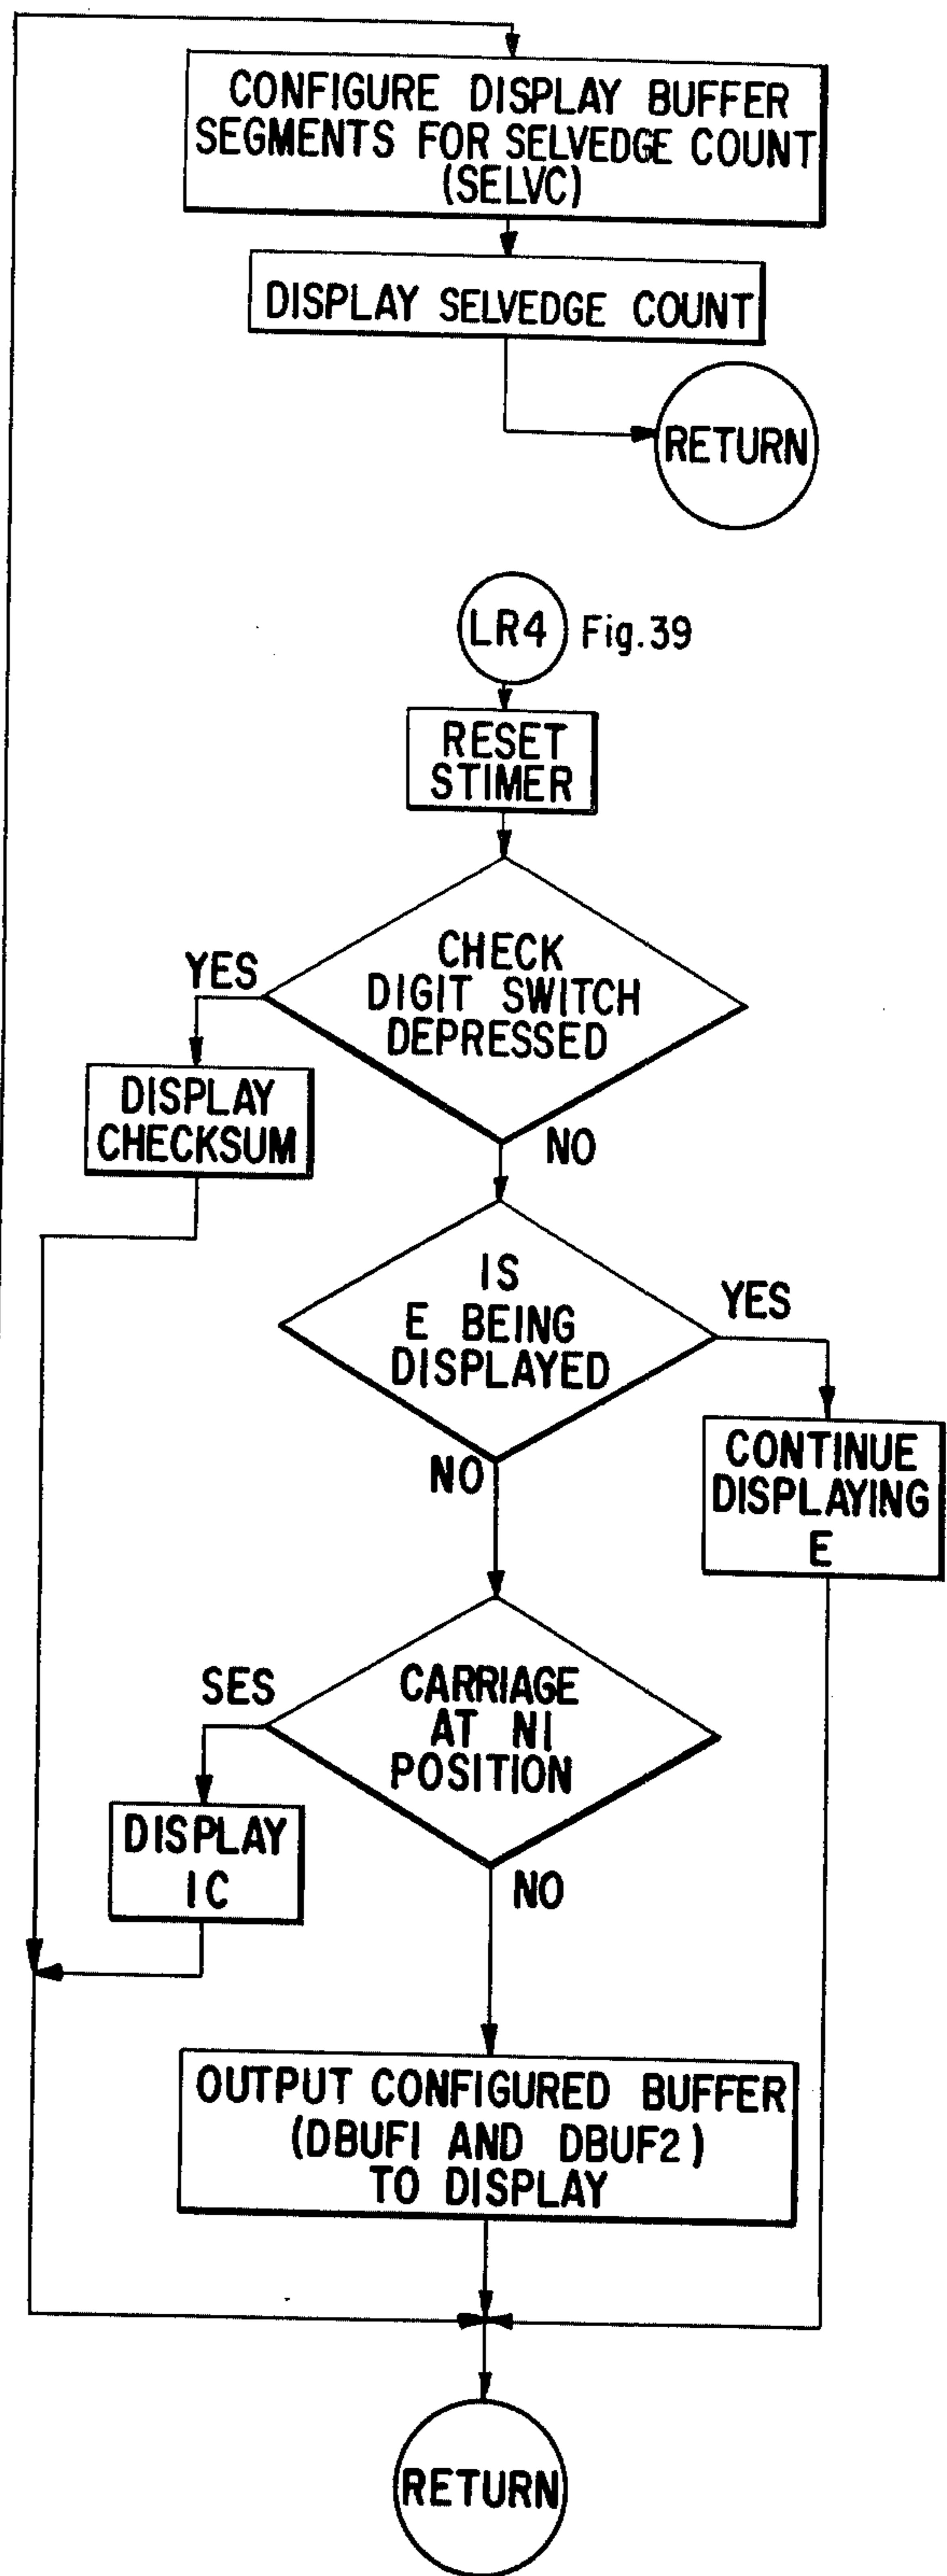 CONFIGURE DISPLAY BUFFER
SEGMENTS FOR SELVEDGE COUNT
(SELVC)
DISPLAY SELVEDGE COUNT
RETURN
LR4 Fig.39
RESET
STIMER
CHECK
DIGIT SWITCH
DEPRESSED
YES
DISPLAY
CHECKSUM
NO
IS
E BEING
DISPLAYED
YES
NO
CONTINUE
DISPLAYING
E
CARRIAGE
AT NI
POSITION
SES
DISPLAY
IC
NO
OUTPUT CONFIGURED BUFFER
(DBUF1 AND DBUF2)
TO DISPLAY
RETURN